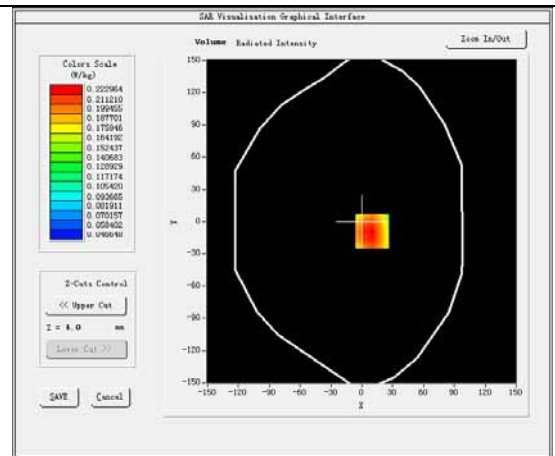 SAR Visualisation Graphical Interface
Volume Radiated Intensity
Zoom In/Out
Colors Scale
(W/kg)
0.222964
0.211210
0.199455
0.187701
0.175946
0.164192
0.152437
0.140683
0.128929
0.117174
0.105420
0.093665
0.081911
0.070157
0.058402
0.046648
Z-Cuts Control
<< Upper Cut
Z = 4.0 mm
Lower Cut >>
SAVE Cancel
150
120
90
60
30
0
-30
-60
-90
-120
-150
Y
-150 -120 -90 -60 -30 0 30 60 90 120 150
X